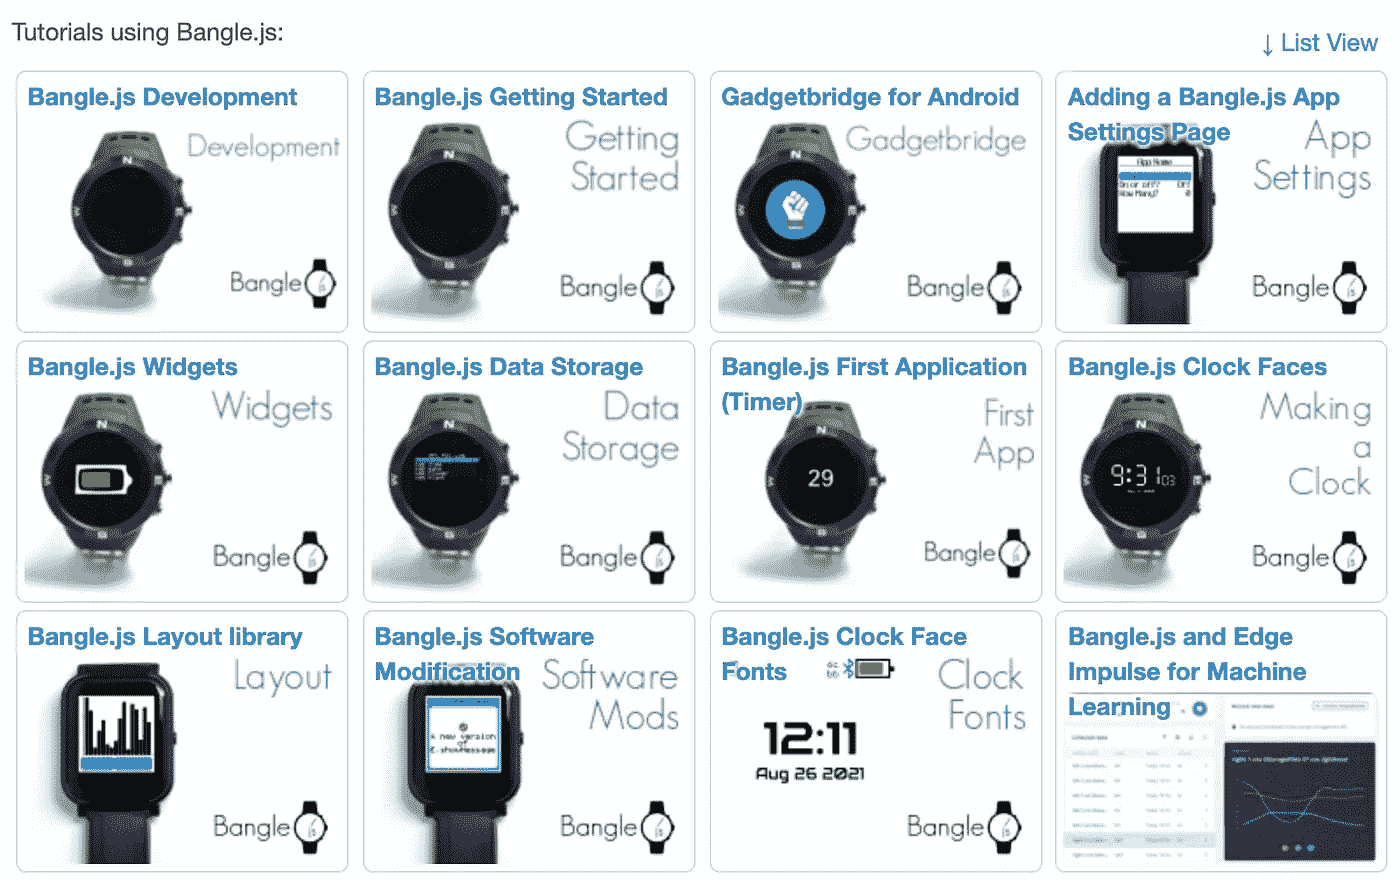 Tutorials using Bangle.js:
↓ List View
Bangle.js Development
Development
N
Bangle
Bangle.js Getting Started
Getting
Started
N
Bangle
Gadgetbridge for Android
Gadgetbridge
N
Bangle
Adding a Bangle.js App
Settings Page
App
Settings
App Name
On or off? Off
How Many? 0
Bangle
Bangle.js Widgets
Widgets
N
Bangle
Bangle.js Data Storage
Data
Storage
N
Bangle
Bangle.js First Application
(Timer)
First
App
N
29
Bangle
Bangle.js Clock Faces
Making
a
Clock
N
9:31 03
Bangle
Bangle.js Layout library
Layout
Bangle
Bangle.js Software
Modification
Software
Mods
A new version
of
E.showMessage
Bangle
Bangle.js Clock Face
Fonts
Clock
Fonts
12:11
Aug 26 2021
Bangle
Bangle.js and Edge
Impulse for Machine
Learning